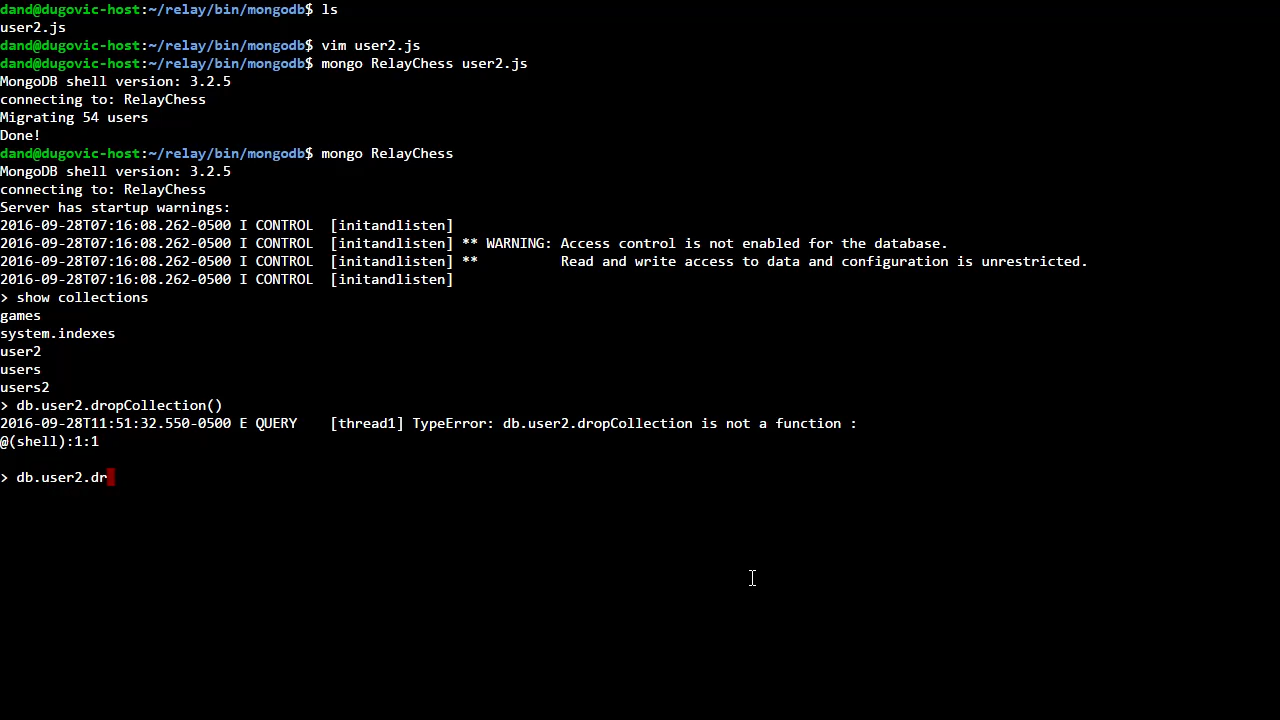 dand@dugovic-host:~/relay/bin/mongodb$ ls
user2.js
dand@dugovic-host:~/relay/bin/mongodb$ vim user2.js
dand@dugovic-host:~/relay/bin/mongodb$ mongo RelayChess user2.js
MongoDB shell version: 3.2.5
connecting to: RelayChess
Migrating 54 users
Done!
dand@dugovic-host:~/relay/bin/mongodb$ mongo RelayChess
MongoDB shell version: 3.2.5
connecting to: RelayChess
Server has startup warnings:
2016-09-28T07:16:08.262-0500 I CONTROL  [initandlisten]
2016-09-28T07:16:08.262-0500 I CONTROL  [initandlisten] ** WARNING: Access control is not enabled for the database.
2016-09-28T07:16:08.262-0500 I CONTROL  [initandlisten] **          Read and write access to data and configuration is unrestricted.
2016-09-28T07:16:08.262-0500 I CONTROL  [initandlisten]
> show collections
games
system.indexes
user2
users
users2
> db.user2.dropCollection()
2016-09-28T11:51:32.550-0500 E QUERY    [thread1] TypeError: db.user2.dropCollection is not a function :
@(shell):1:1
> db.user2.dr